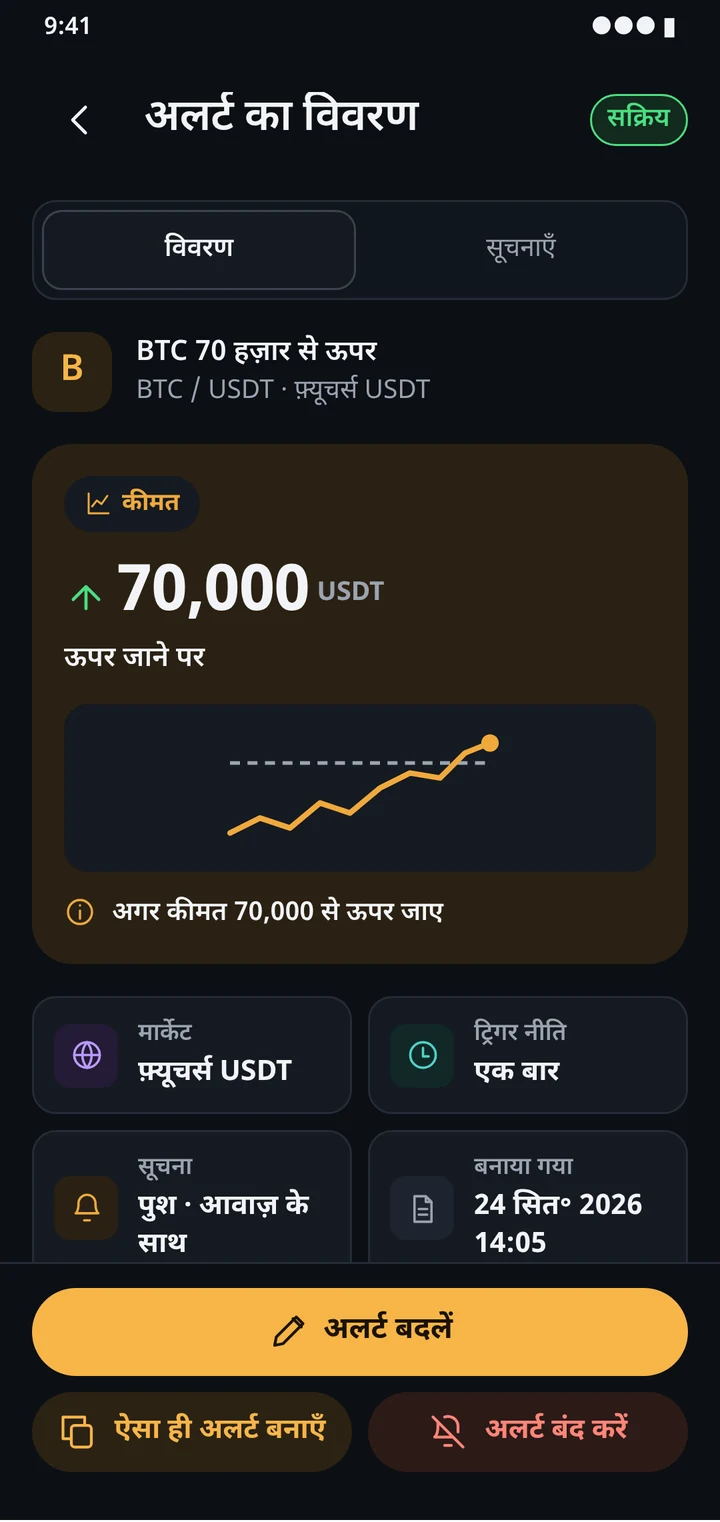 9:41
अलर्ट का विवरण
सक्रिय
विवरण
सूचनाएँ
B
BTC 70 हज़ार से ऊपर
BTC / USDT · फ़्यूचर्स USDT
कीमत
70,000 USDT
ऊपर जाने पर
अगर कीमत 70,000 से ऊपर जाए
मार्केट
फ़्यूचर्स USDT
ट्रिगर नीति
एक बार
सूचना
पुश · आवाज़ के
साथ
बनाया गया
24 सित॰ 2026
14:05
अलर्ट बदलें
ऐसा ही अलर्ट बनाएँ
अलर्ट बंद करें